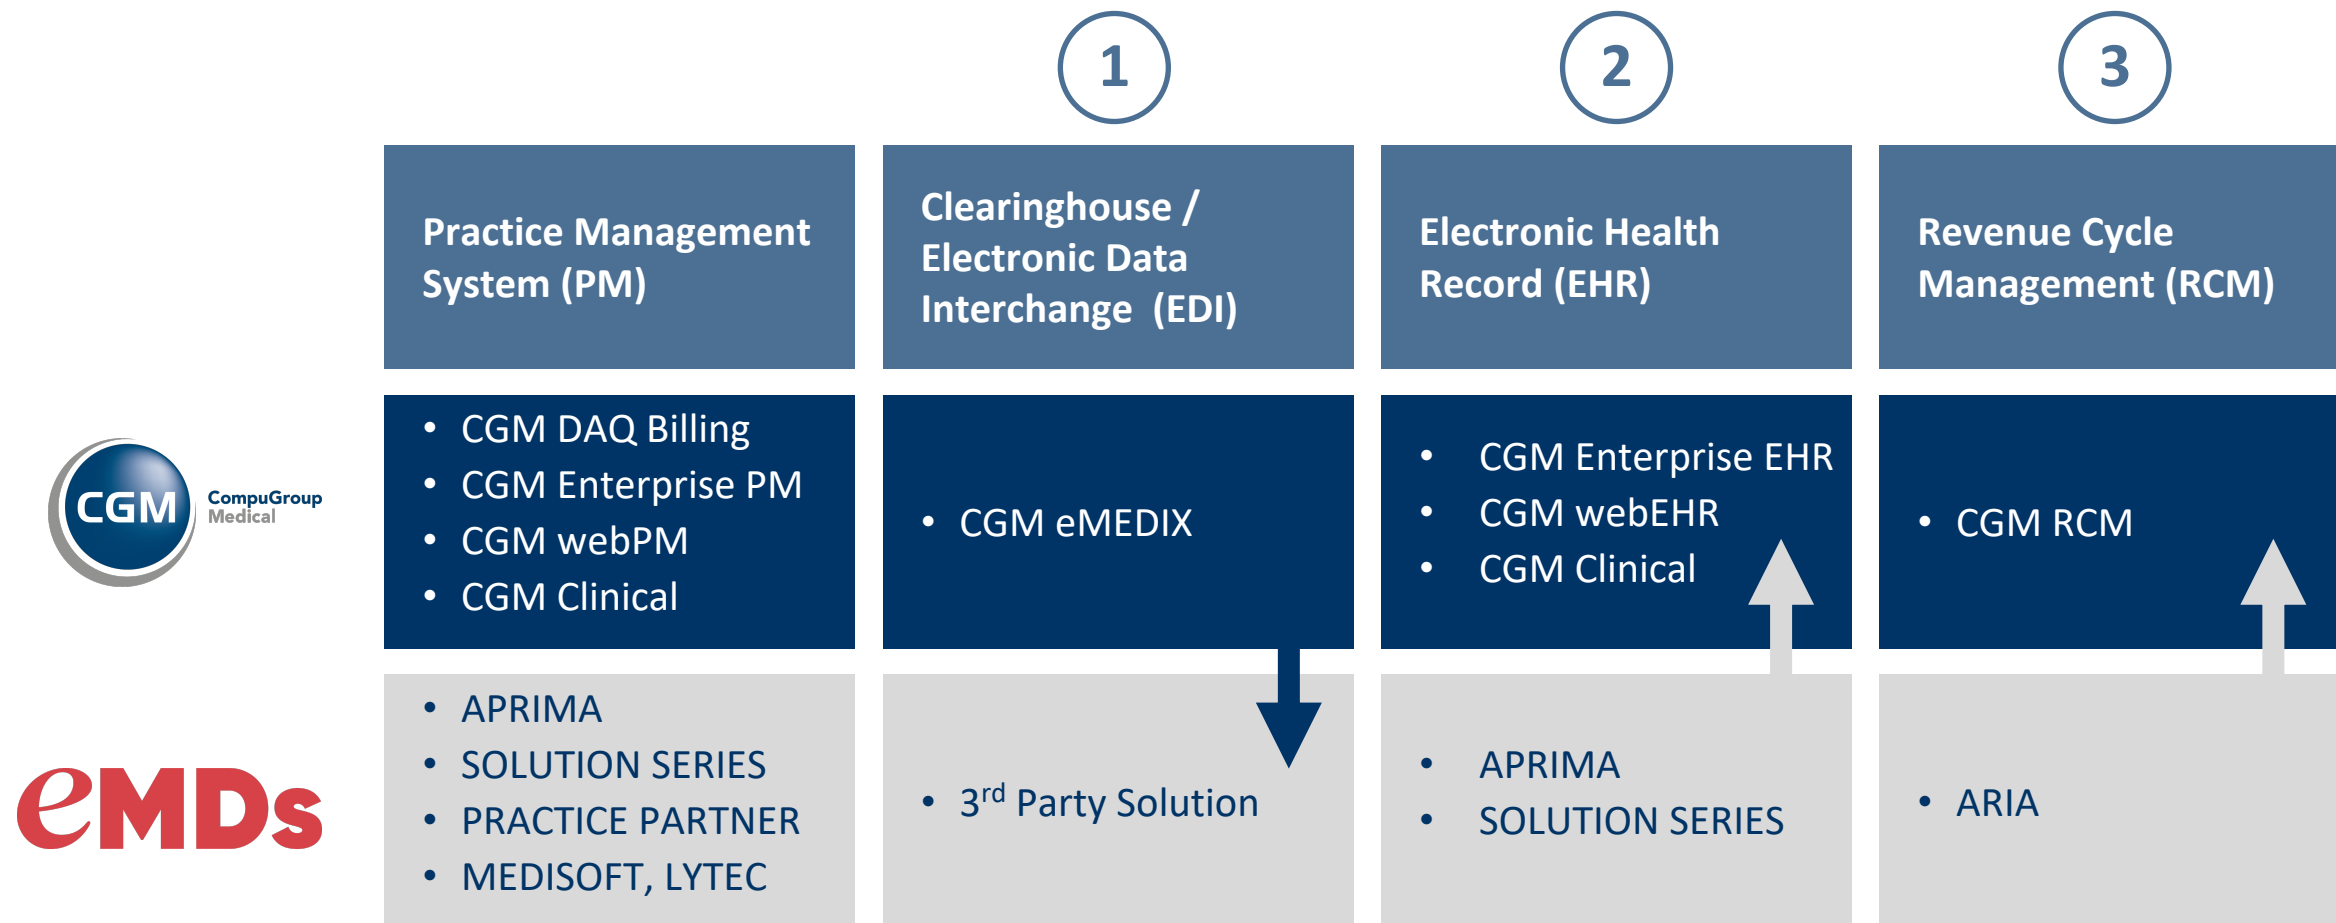 1
2
3
Practice Management
System (PM)
Clearinghouse /
Electronic Data
Interchange (EDI)
Electronic Health
Record (EHR)
Revenue Cycle
Management (RCM)
CGM
CompuGroup
Medical
• CGM DAQ Billing
• CGM Enterprise PM
• CGM webPM
• CGM Clinical
• CGM eMEDIX
• CGM Enterprise EHR
• CGM webEHR
• CGM Clinical
• CGM RCM
eMDs
• APRIMA
• SOLUTION SERIES
• PRACTICE PARTNER
• MEDISOFT, LYTEC
• 3rd Party Solution
• APRIMA
• SOLUTION SERIES
• ARIA